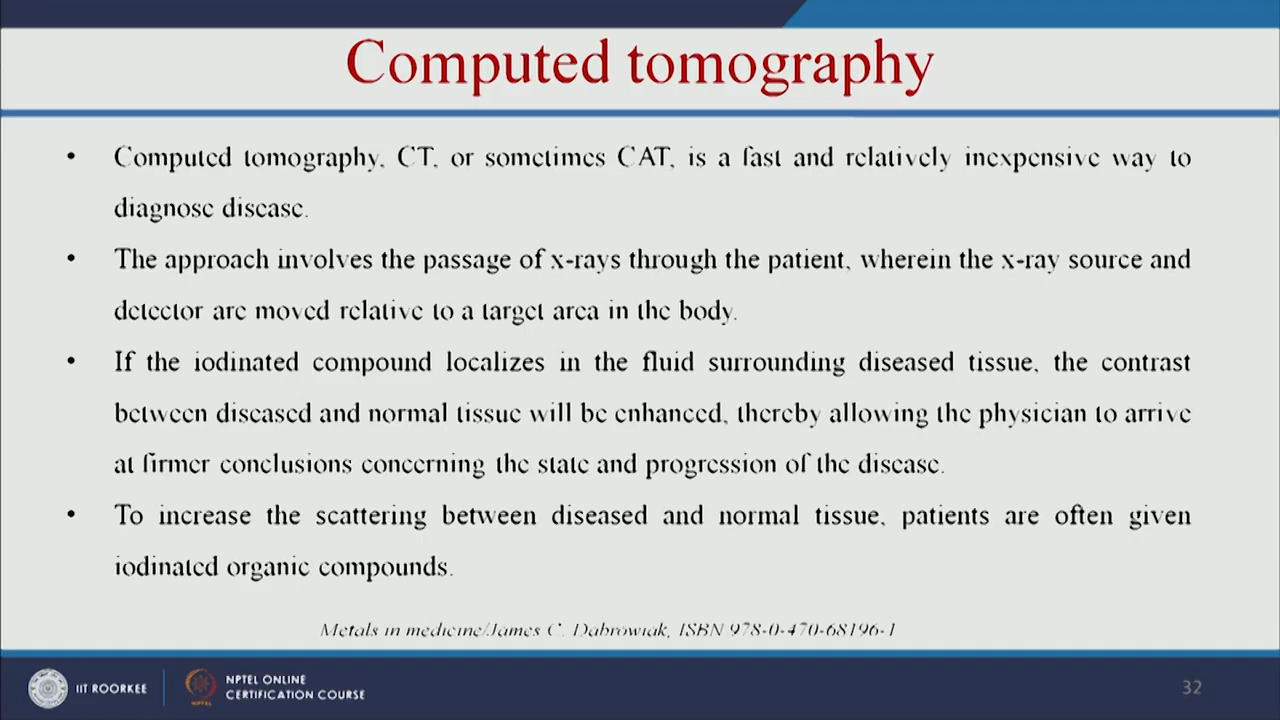 Computed tomography
• Computed tomography, CT, or sometimes CAT, is a fast and relatively inexpensive way to
diagnose disease.
• The approach involves the passage of x-rays through the patient, wherein the x-ray source and
detector are moved relative to a target area in the body.
• If the iodinated compound localizes in the fluid surrounding diseased tissue, the contrast
between diseased and normal tissue will be enhanced, thereby allowing the physician to arrive
at firmer conclusions concerning the state and progression of the disease.
• To increase the scattering between diseased and normal tissue, patients are often given
iodinated organic compounds.
Metals in medicine/James C. Dabrowiak, ISBN 978-0-470-68196-1
IIT ROORKEE
NPTEL ONLINE
CERTIFICATION COURSE
NPTEL
32